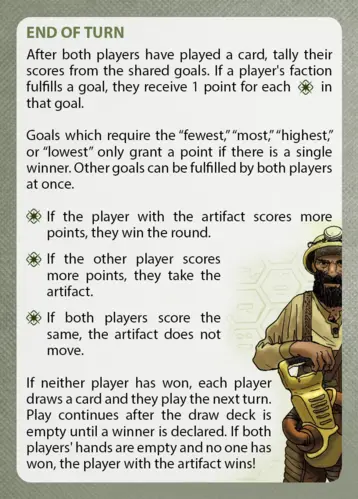 END OF TURN
After both players have played a card, tally their
scores from the shared goals. If a player's faction
fulfills a goal, they receive 1 point for each in
that goal.
Goals which require the "fewest," "most," "highest,"
or "lowest" only grant a point if there is a single
winner. Other goals can be fulfilled by both players
at once.
If the player with the artifact scores more
points, they win the round.
If the other player scores
more points, they take the
artifact.
If both players score the
same, the artifact does not
move.
If neither player has won, each player
draws a card and they play the next turn.
Play continues after the draw deck is
empty until a winner is declared. If both
players' hands are empty and no one has
won, the player with the artifact wins!